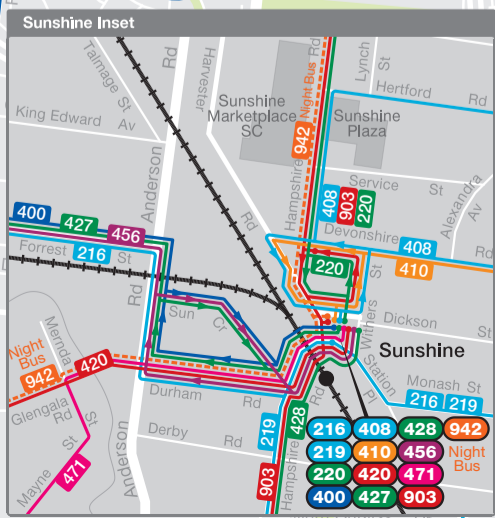 Sunshine Inset
Rd
Talmage St
Harvester
Rd
Lynch
St
Hertford
Rd
King Edward
Av
Sunshine
Marketplace
SC
Night Bus
942
Sunshine
Plaza
Anderson
Hampshire
Service
St
Alexandra
Av
408
903
220
Devonshire
408
Rd
410
400
427
456
Forrest
216
St
Rd
220
St
Rd
Sun
Cr
Withers
Dickson
St
Sunshine
Night
Bus
942
420
Mernda
St
Glengala
Rd
Durham
Rd
Rd
Station
Pl
Monash St
216 219
Derby
Rd
219
428
903
Hampshire
Anderson
Mayne
St
471
216 408 428 942
219 410 456 Night
Bus
220 420 471
400 427 903